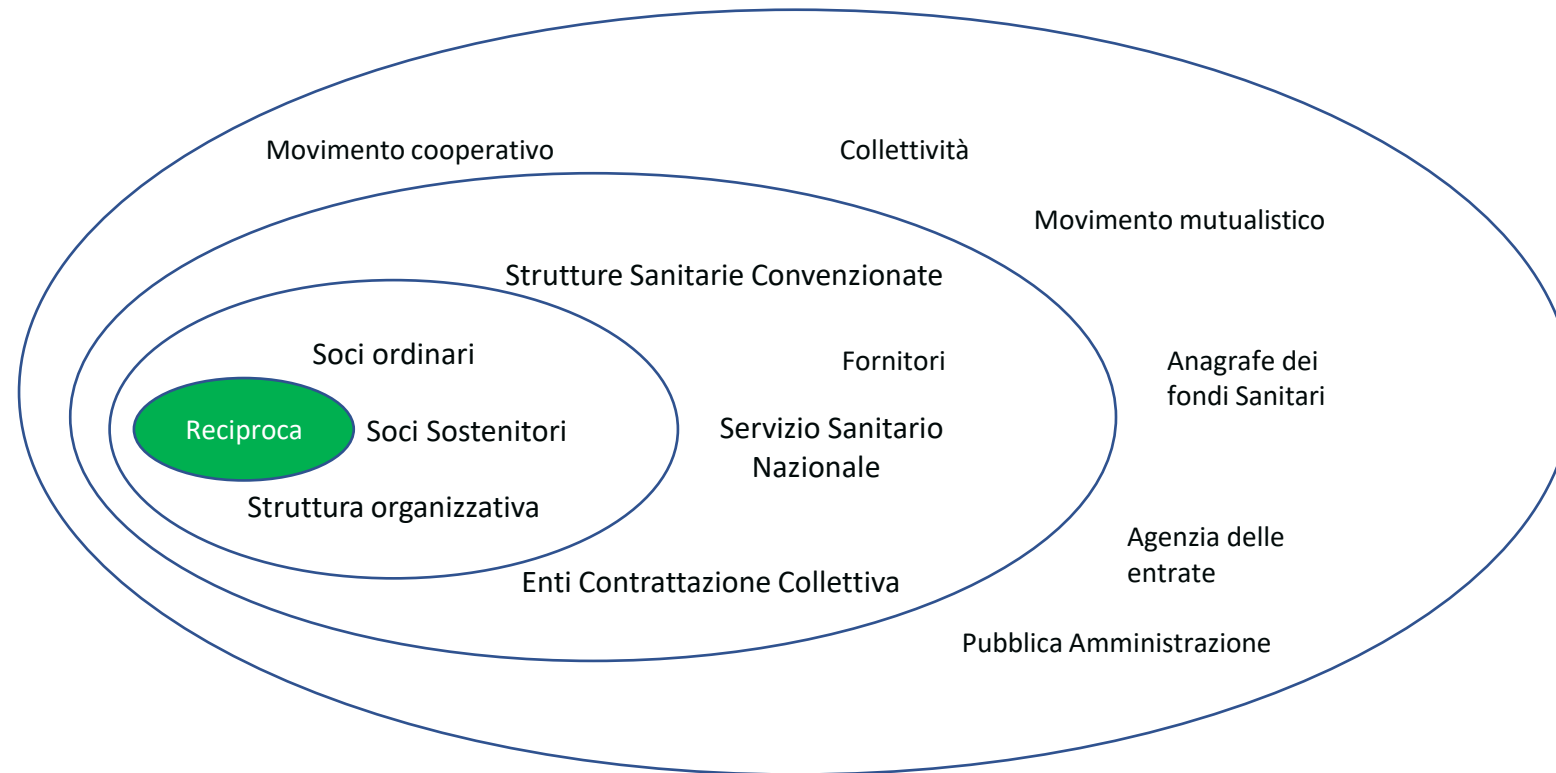 Movimento cooperativo
Collettività
Movimento mutualistico
Strutture Sanitarie Convenzionate
Soci ordinari
Fornitori
Anagrafe dei
fondi Sanitari
Reciproca
Soci Sostenitori
Servizio Sanitario
Nazionale
Struttura organizzativa
Agenzia delle
entrate
Enti Contrattazione Collettiva
Pubblica Amministrazione